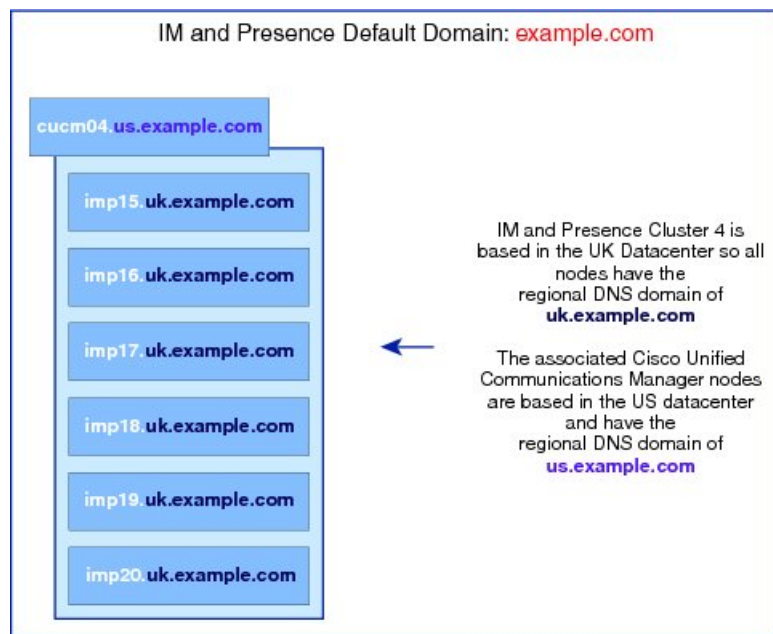 IM and Presence Default Domain: example.com
cucm04.us.example.com
imp15.uk.example.com
imp16.uk.example.com
imp17.uk.example.com
imp18.uk.example.com
imp19.uk.example.com
imp20.uk.example.com
IM and Presence Cluster 4 is
based in the UK Datacenter so all
nodes have the
regional DNS domain of
uk.example.com
The associated Cisco Unified
Communications Manager nodes
are based in the US datacenter
and have the
regional DNS domain of
us.example.com